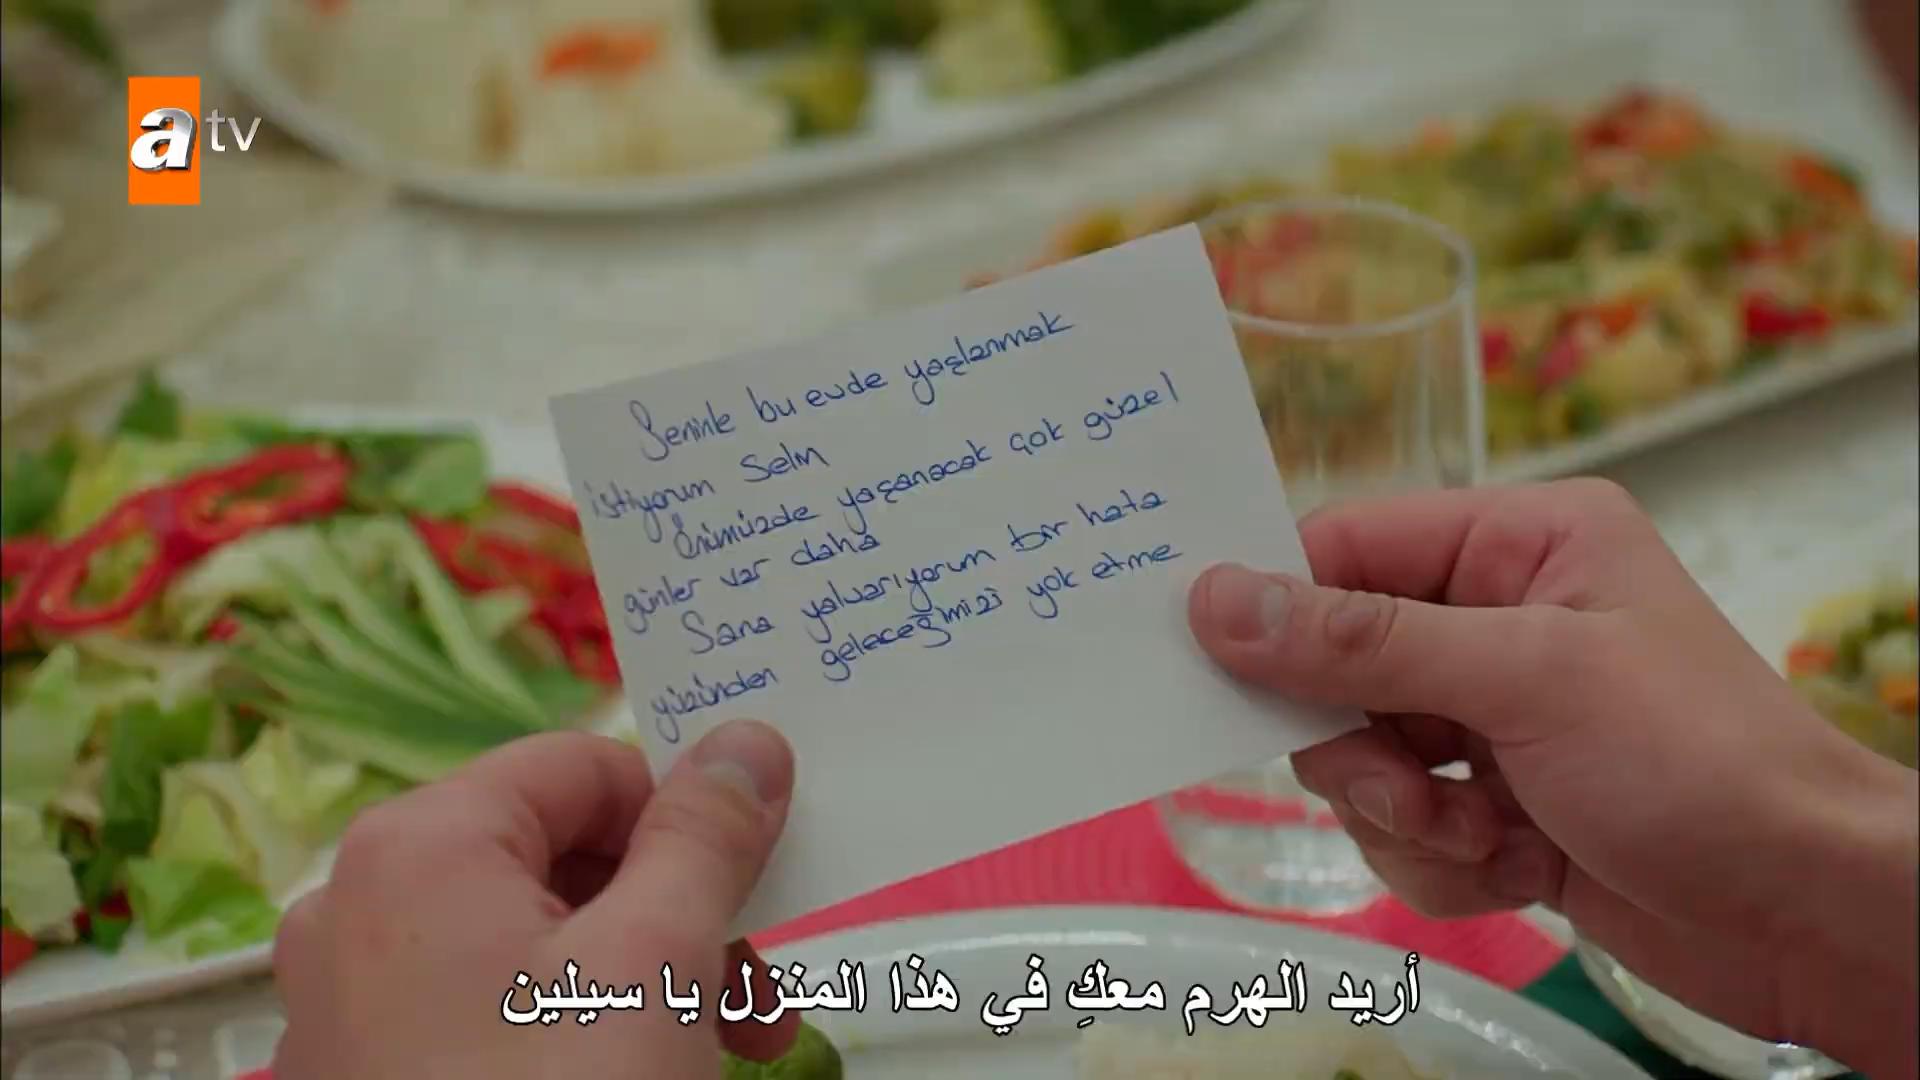 atv
Seninle bu evde yaşlanmak
istiyorum Selin
Önümüzde yaşanacak çok güzel
günler var daha
Sana yalvarıyorum bir hata
yüzünden geleceğimizi yok etme
أريد الهرم معكِ في هذا المنزل يا سيلين